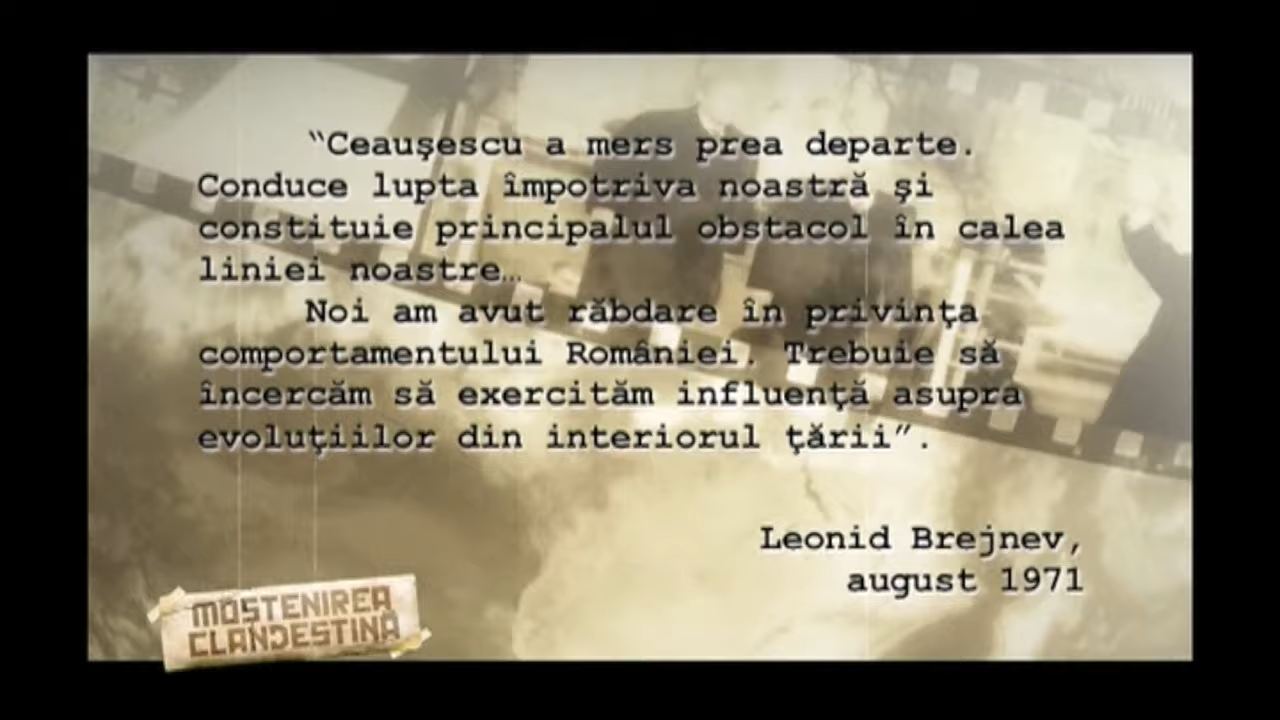 “Ceauşescu a mers prea departe.
Conduce lupta împotriva noastră şi
constituie principalul obstacol în calea
liniei noastre…
Noi am avut răbdare în privinţa
comportamentului României. Trebuie să
încercăm să exercităm influenţă asupra
evoluţiilor din interiorul ţării”.
Leonid Brejnev,
august 1971
MOŞTENIREA
CLANDESTINĂ